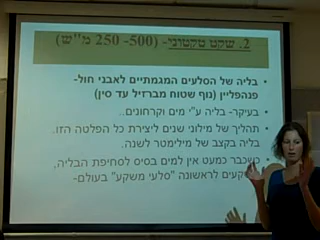 2. שקט טקטוני- (500- 250 מ"ש)
• בליה של הסלעים המגמתיים לאבני חול-
פנהפליין (נוף שטוח מברזיל עד סין)
• בעיקר- בליה ע"י מים וקרחונים..
• תהליך של מיליוני שנים ליצירת כל הפלטה הזו.
בליה בקצב של מילימטר לשנה.
• כשכבר כמעט אין למים בסיס לסחיפת הבליה,
לראשונה "סלעי משקע" בעולם-